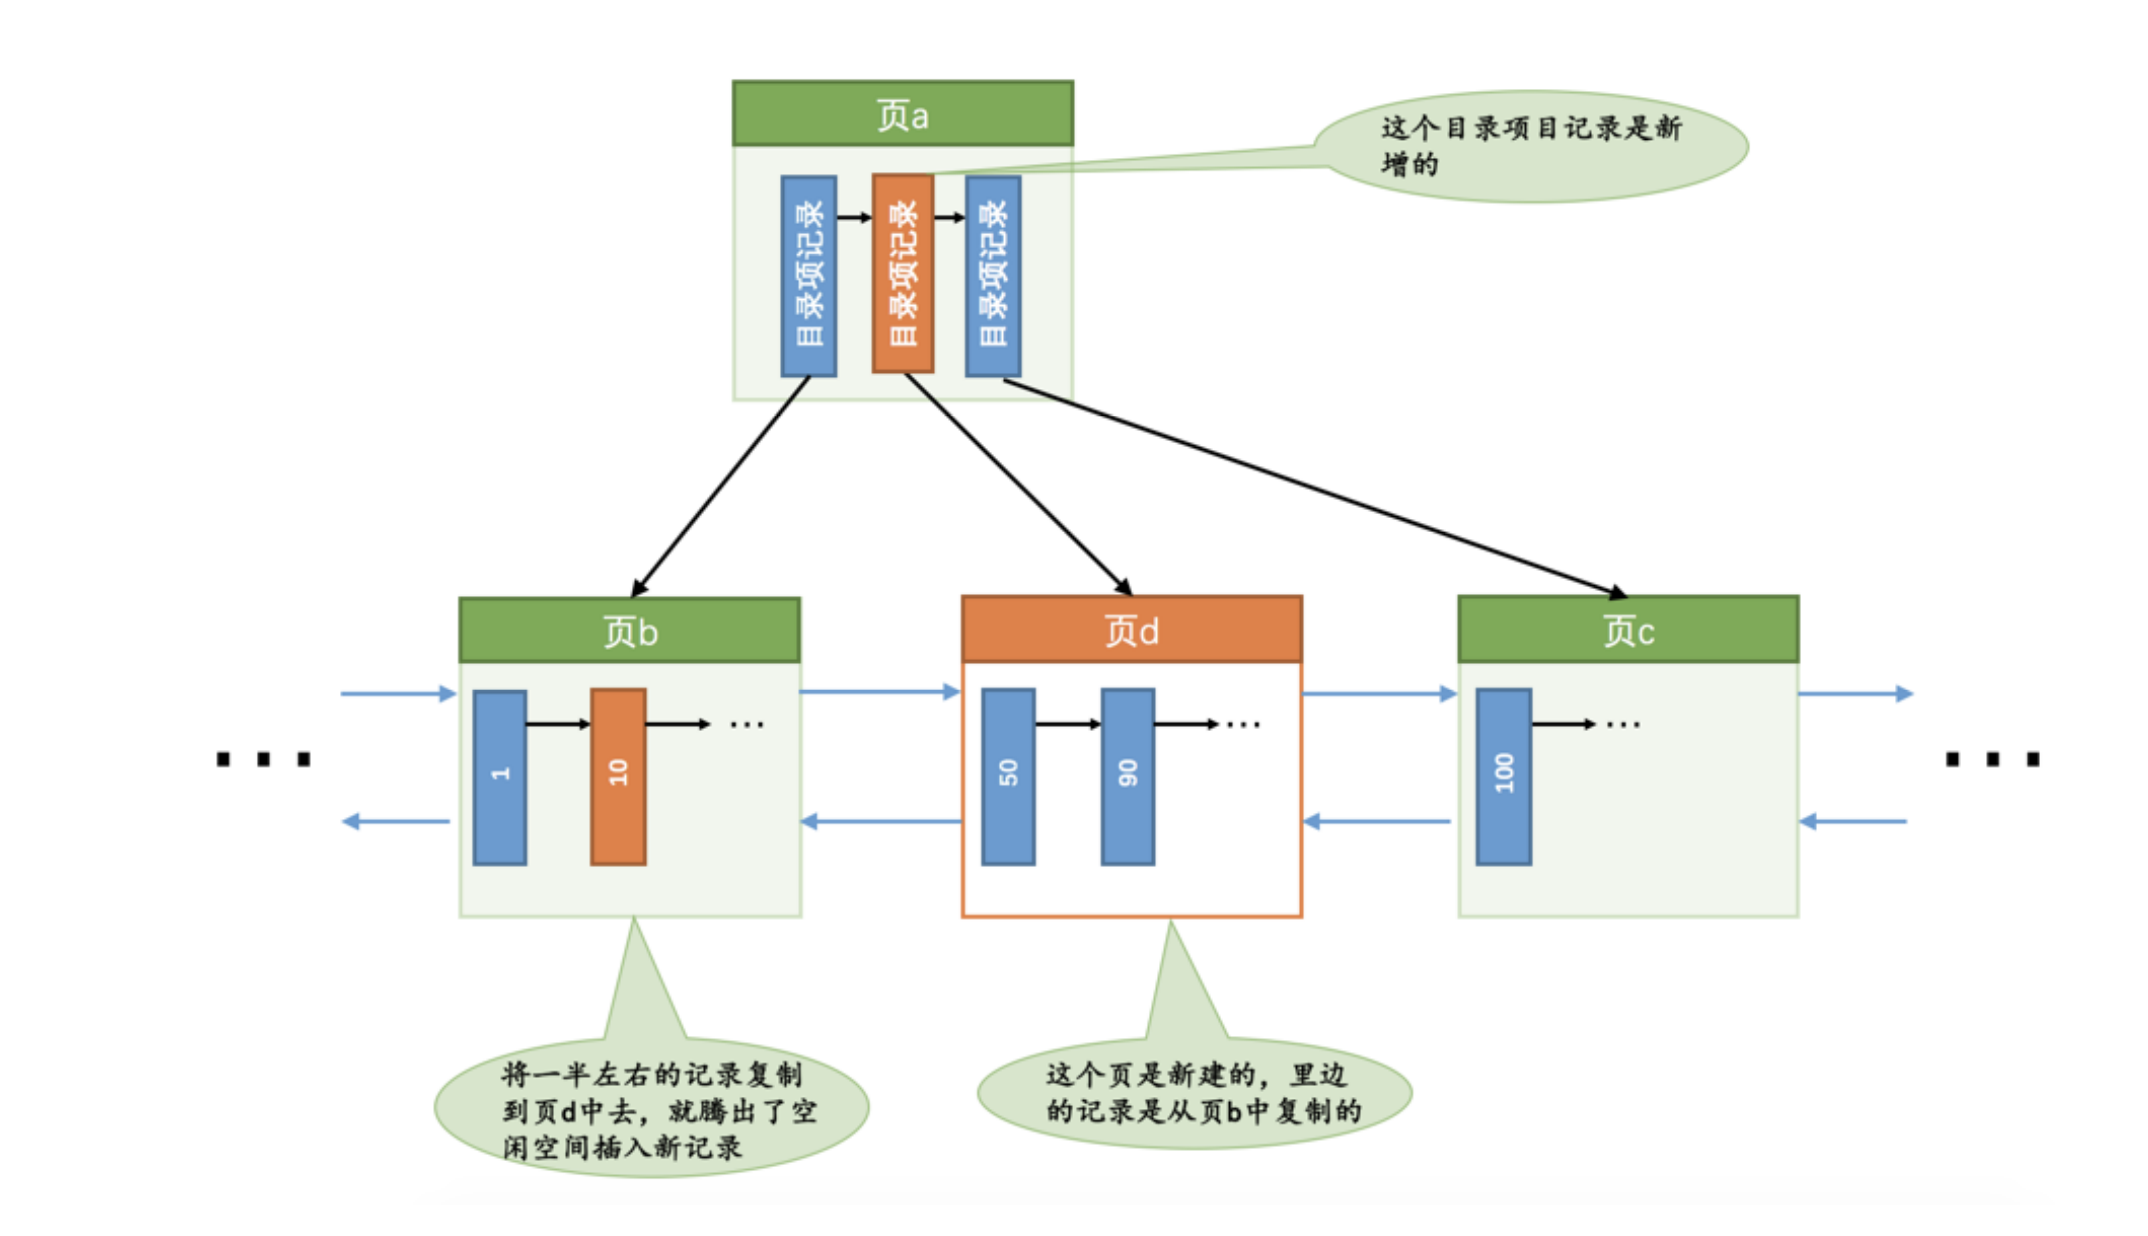 页a
这个目录项目记录是新
增的
目录项记录
目录项记录
目录项记录
页b
页d
页c
1
10
...
50
90
...
100
...
...
...
将一半左右的记录复制
到页d中去，就腾出了空
闲空间插入新记录
这个页是新建的，里边
的记录是从页b中复制的